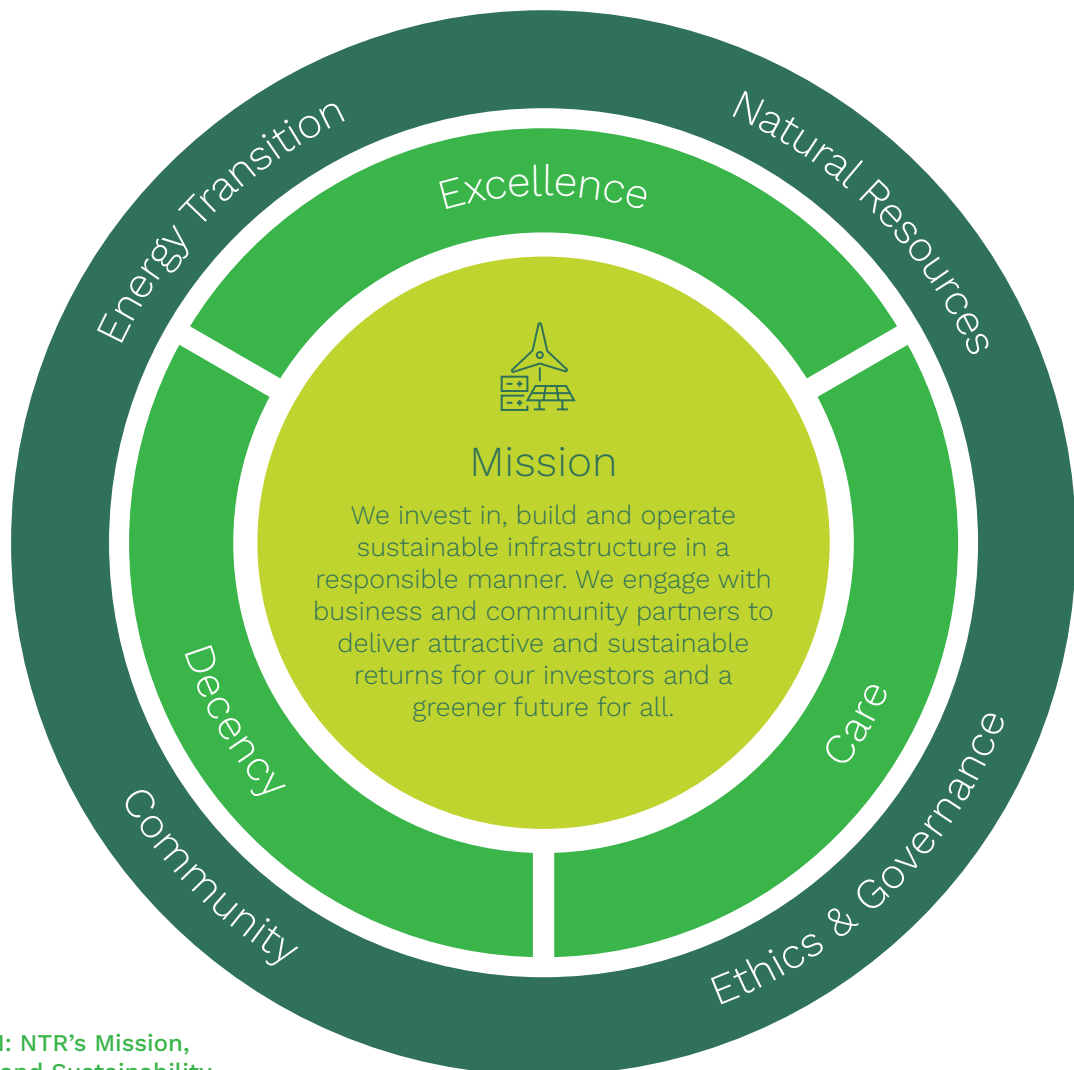 Energy Transition
Natural Resources
Excellence
Mission
We invest in, build and operate
sustainable infrastructure in a
responsible manner. We engage with
business and community partners to
deliver attractive and sustainable
returns for our investors and a
greener future for all.
Decency
Care
Community
Ethics & Governance
: NTR's Mission,
and Sustainability